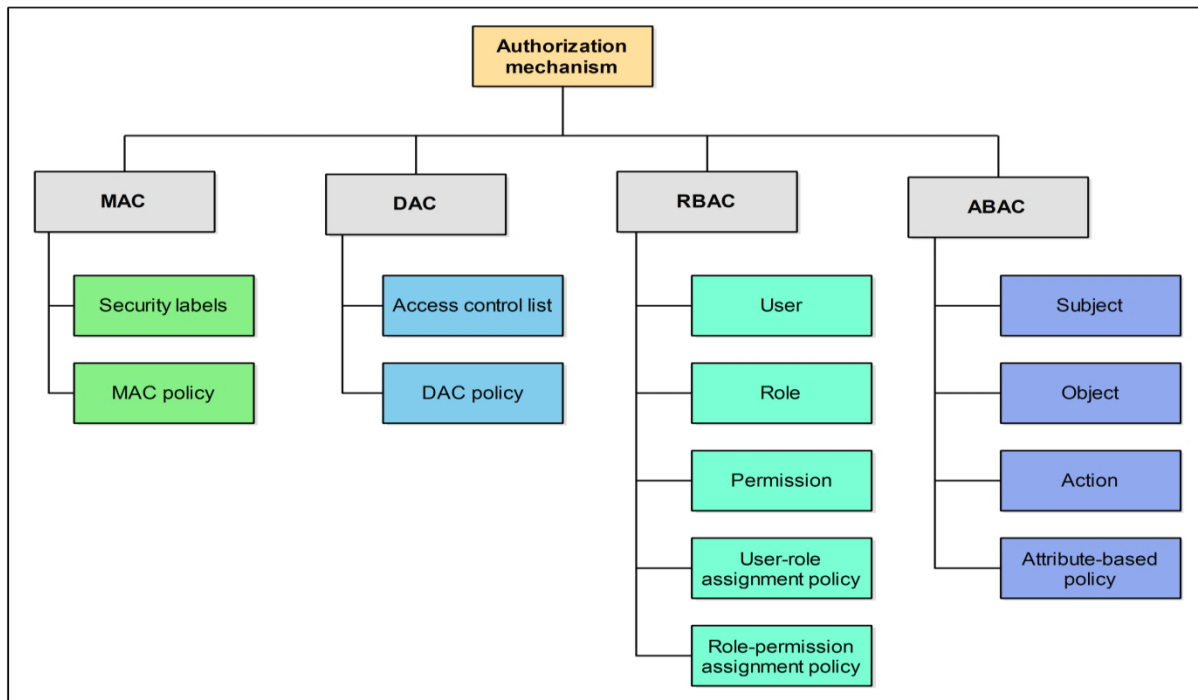 Authorization
mechanism
MAC
DAC
RBAC
ABAC
Security labels
MAC policy
Access control list
DAC policy
User
Role
Permission
User-role
assignment policy
Role-permission
assignment policy
Subject
Object
Action
Attribute-based
policy